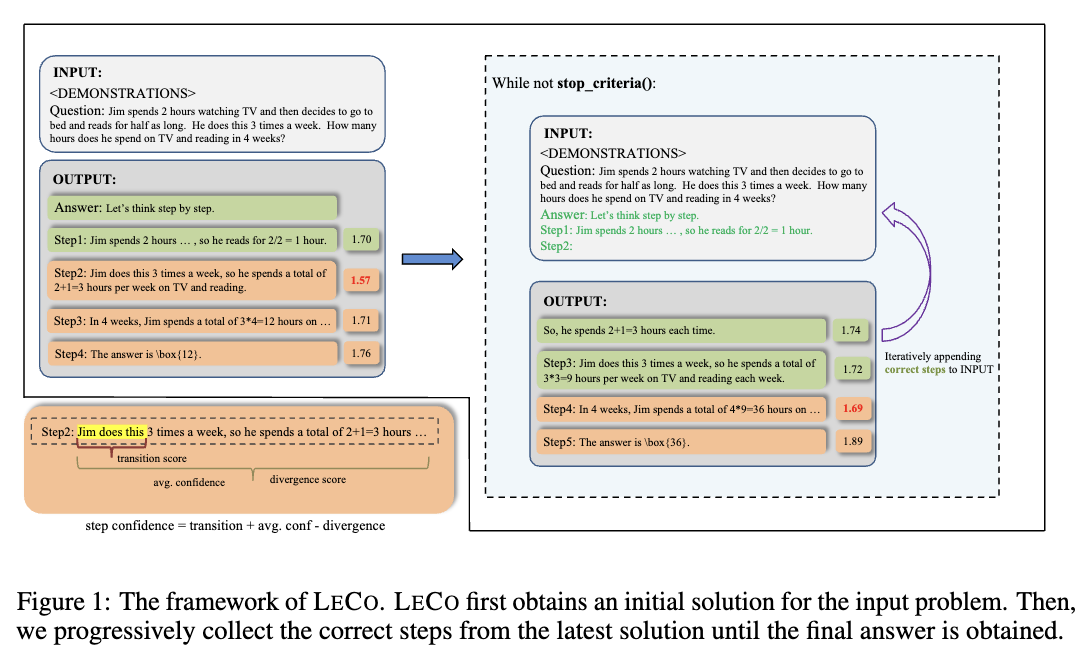 INPUT:
<DEMONSTRATIONS>
Question: Jim spends 2 hours watching TV and then decides to go to
bed and reads for half as long. He does this 3 times a week. How many
hours does he spend on TV and reading in 4 weeks?
OUTPUT:
Answer: Let's think step by step.
Step1: Jim spends 2 hours … , so he reads for 2/2 = 1 hour.
1.70
Step2: Jim does this 3 times a week, so he spends a total of
2+1=3 hours per week on TV and reading.
1.57
Step3: In 4 weeks, Jim spends a total of 3*4=12 hours on …
1.71
Step4: The answer is \box{12}.
1.76
Step2: Jim does this 3 times a week, so he spends a total of 2+1=3 hours …
transition score
avg. confidence
divergence score
step confidence = transition + avg. conf - divergence
While not stop_criteria():
INPUT:
<DEMONSTRATIONS>
Question: Jim spends 2 hours watching TV and then decides to go to
bed and reads for half as long. He does this 3 times a week. How many
hours does he spend on TV and reading in 4 weeks?
Answer: Let's think step by step.
Step1: Jim spends 2 hours … , so he reads for 2/2 = 1 hour.
Step2:
OUTPUT:
So, he spends 2+1=3 hours each time.
1.74
Step3: Jim does this 3 times a week, so he spends a total of
3*3=9 hours per week on TV and reading each week.
1.72
Step4: In 4 weeks, Jim spends a total of 4*9=36 hours on …
1.69
Step5: The answer is \box{36}.
1.89
Iteratively appending
correct steps to INPUT
Figure 1: The framework of LECO. LECO first obtains an initial solution for the input problem. Then,
we progressively collect the correct steps from the latest solution until the final answer is obtained.